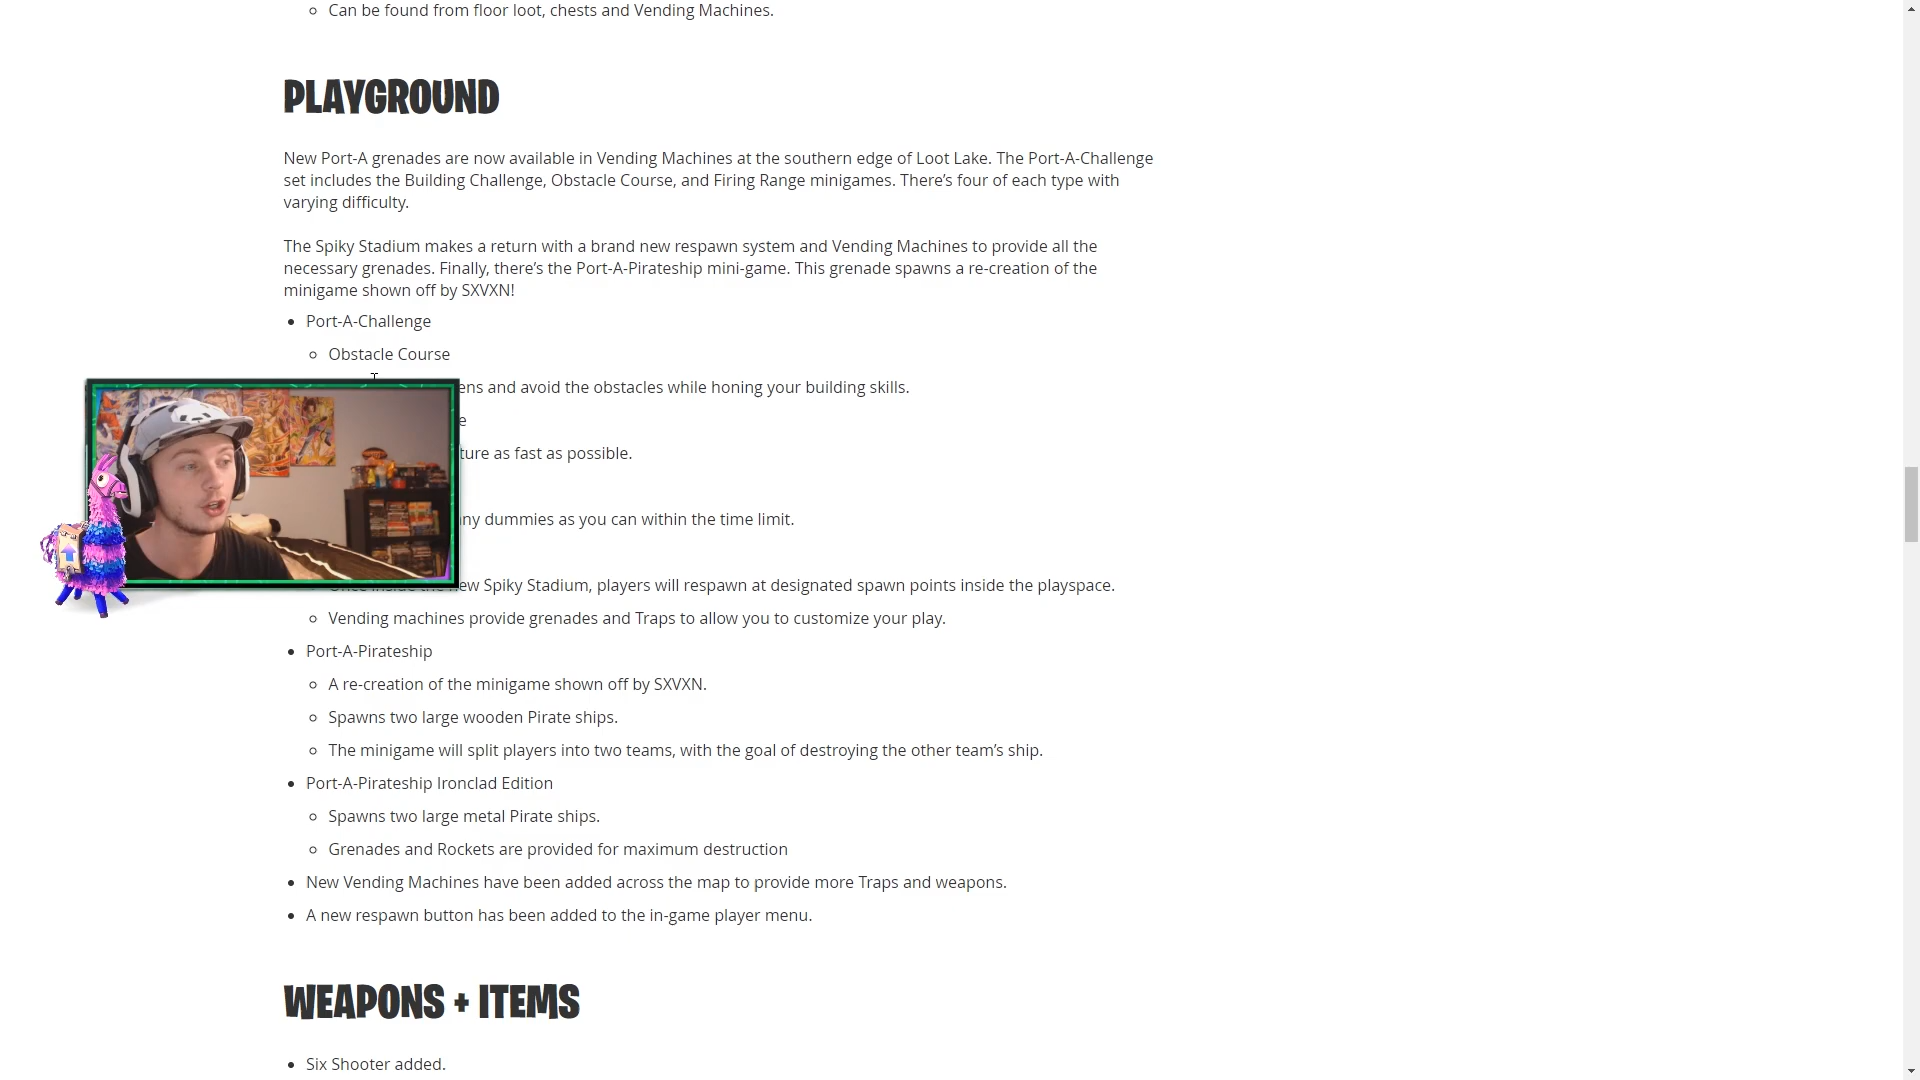 Can be found from floor loot, chests and Vending Machines.
PLAYGROUND
New Port-A grenades are now available in Vending Machines at the southern edge of Loot Lake. The Port-A-Challenge
set includes the Building Challenge, Obstacle Course, and Firing Range minigames. There’s four of each type with
varying difficulty.
The Spiky Stadium makes a return with a brand new respawn system and Vending Machines to provide all the
necessary grenades. Finally, there’s the Port-A-Pirateship mini-game. This grenade spawns a re-creation of the
minigame shown off by SXVXN!
Port-A-Challenge
Obstacle Course
and avoid the obstacles while honing your building skills.
as fast as possible.
dummies as you can within the time limit.
Spiky Stadium, players will respawn at designated spawn points inside the playspace.
Vending machines provide grenades and Traps to allow you to customize your play.
Port-A-Pirateship
A re-creation of the minigame shown off by SXVXN.
Spawns two large wooden Pirate ships.
The minigame will split players into two teams, with the goal of destroying the other team’s ship.
Port-A-Pirateship Ironclad Edition
Spawns two large metal Pirate ships.
Grenades and Rockets are provided for maximum destruction
New Vending Machines have been added across the map to provide more Traps and weapons.
A new respawn button has been added to the in-game player menu.
WEAPONS + ITEMS
Six Shooter added.